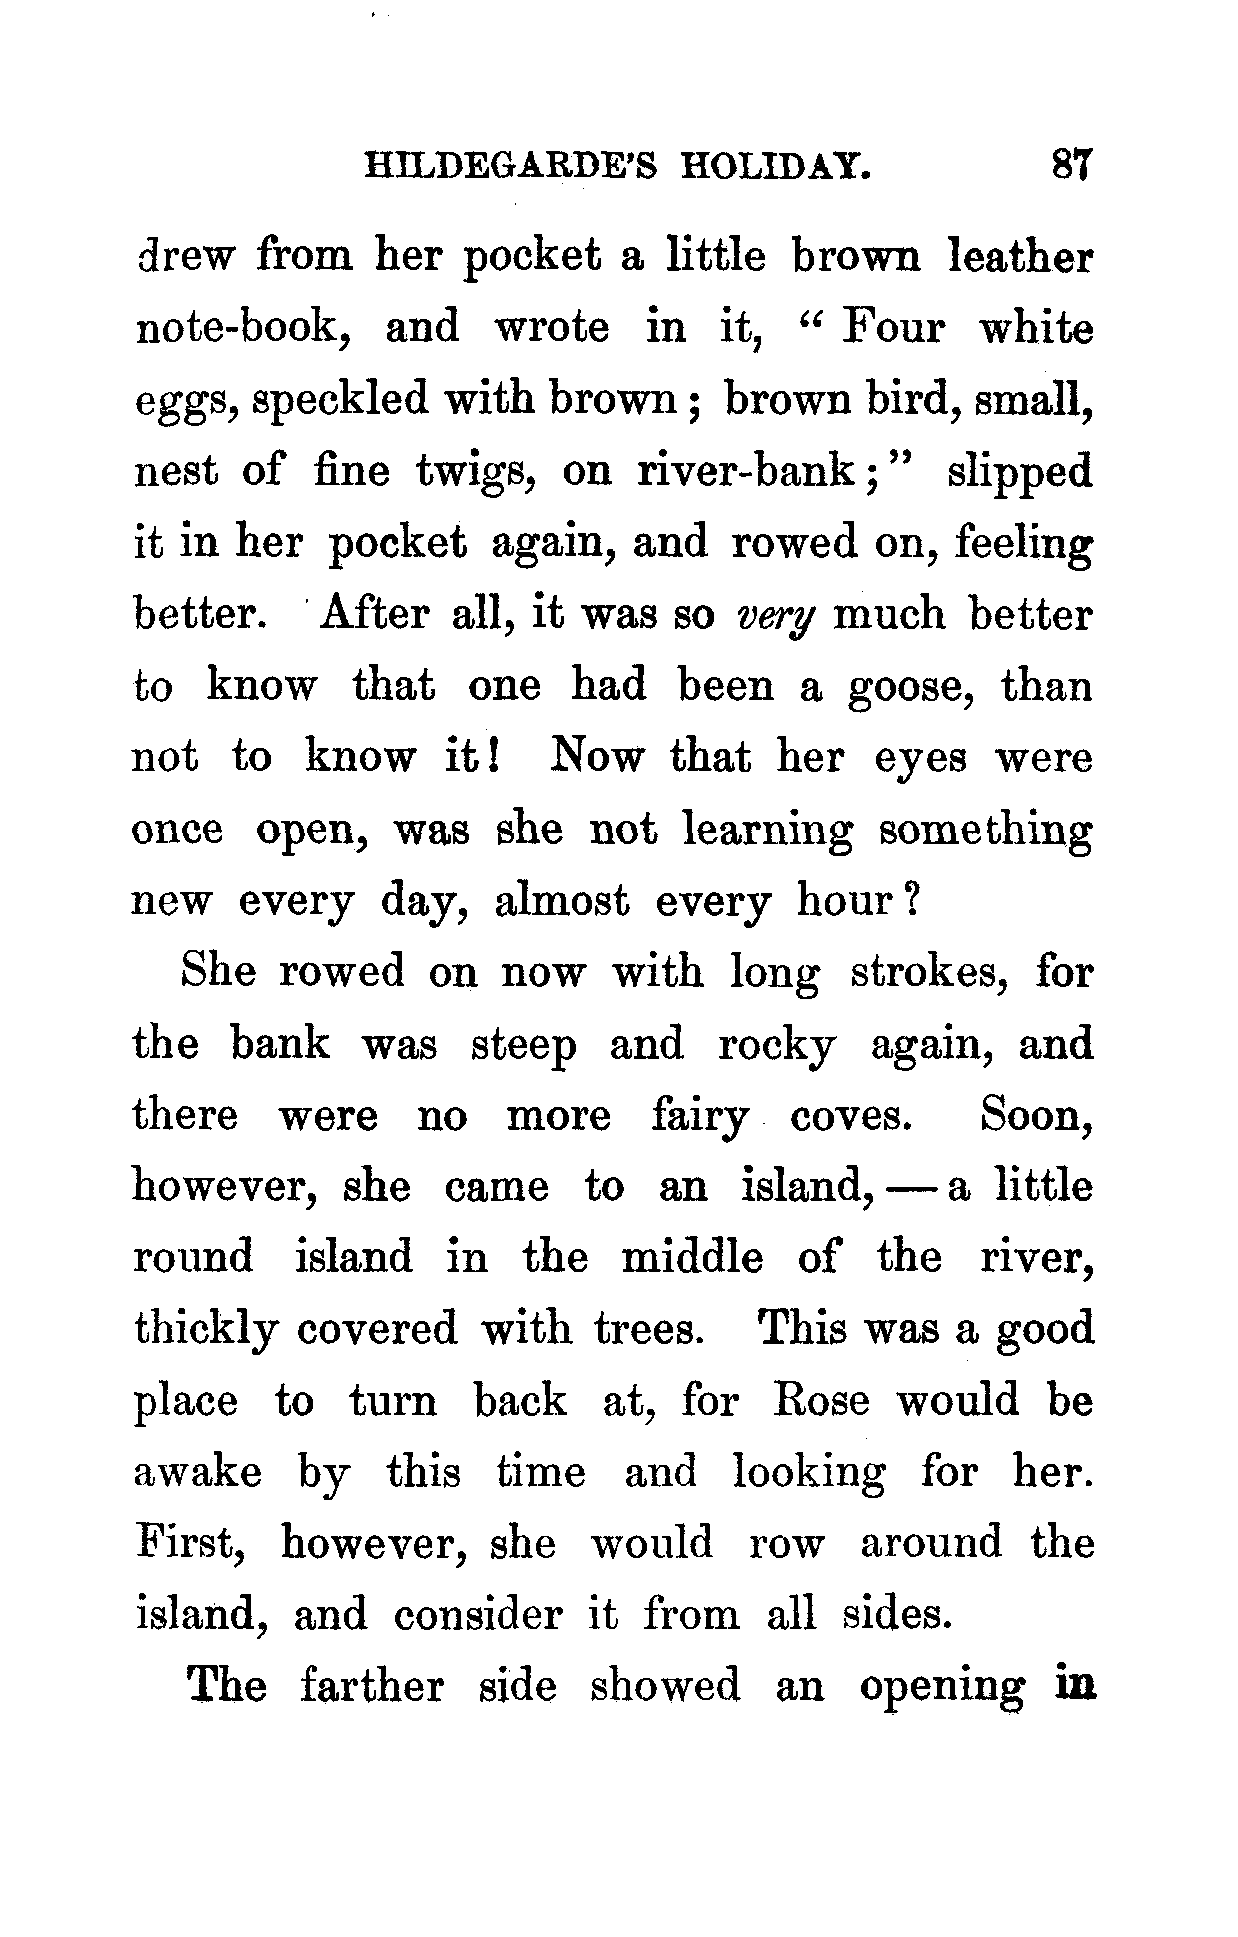 HILDEGARDE'S HOLIDAY. 87
drew from her pocket a little brown leather
note-book, and wrote in it, “ Four white
eggs, speckled with brown; brown bird, small,
nest of fine twigs, on river-bank;” slipped
it in her pocket again, and rowed on, feeling
better. After all, it was so very much better
to know that one had been a goose, than
not to know it! Now that her eyes were
once open, was she not learning something
new every day, almost every hour?
She rowed on now with long strokes, for
the bank was steep and rocky again, and
there were no more fairy coves. Soon,
however, she came to an island, — a little
round island in the middle of the river,
thickly covered with trees. This was a good
place to turn back at, for Rose would be
awake by this time and looking for her.
First, however, she would row around the
island, and consider it from all sides.
The farther side showed an opening in